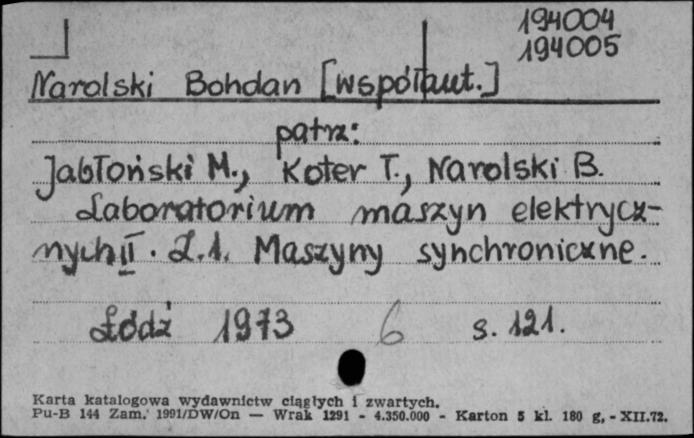 194004
194005
Narolski Bohdan [współaut.]
patrz:
Jabłoński M., Koter T., Narolski B.
Laboratorium maszyn elektrycz-
nych II. Z.1. Maszyny synchroniczne.
Łódź 1973 6 s. 121.
Karta katalogowa wydawnictw ciągłych i zwartych.
Pu-B 144 Zam. 1991/DW/On — Wrak 1291 - 4.350.000 - Karton 5 kl. 180 g, - XII.72.